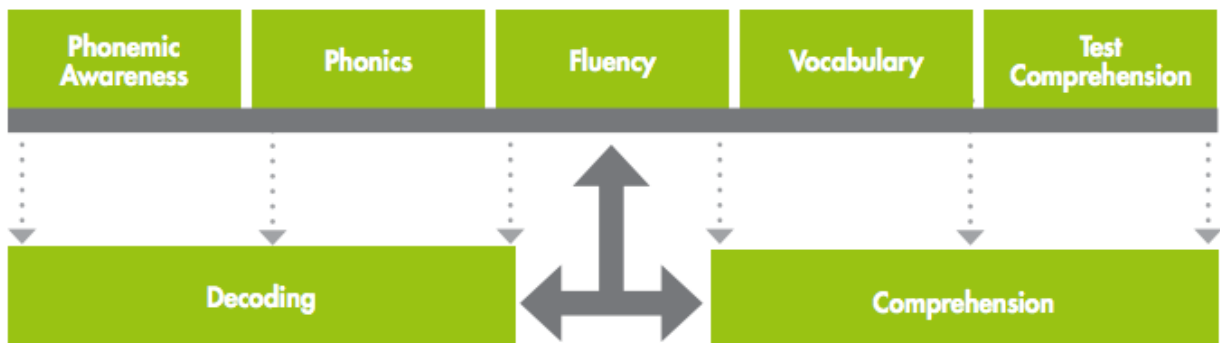 Phonemic
Awareness
Phonics
Fluency
Vocabulary
Test
Comprehension
Decoding
Comprehension